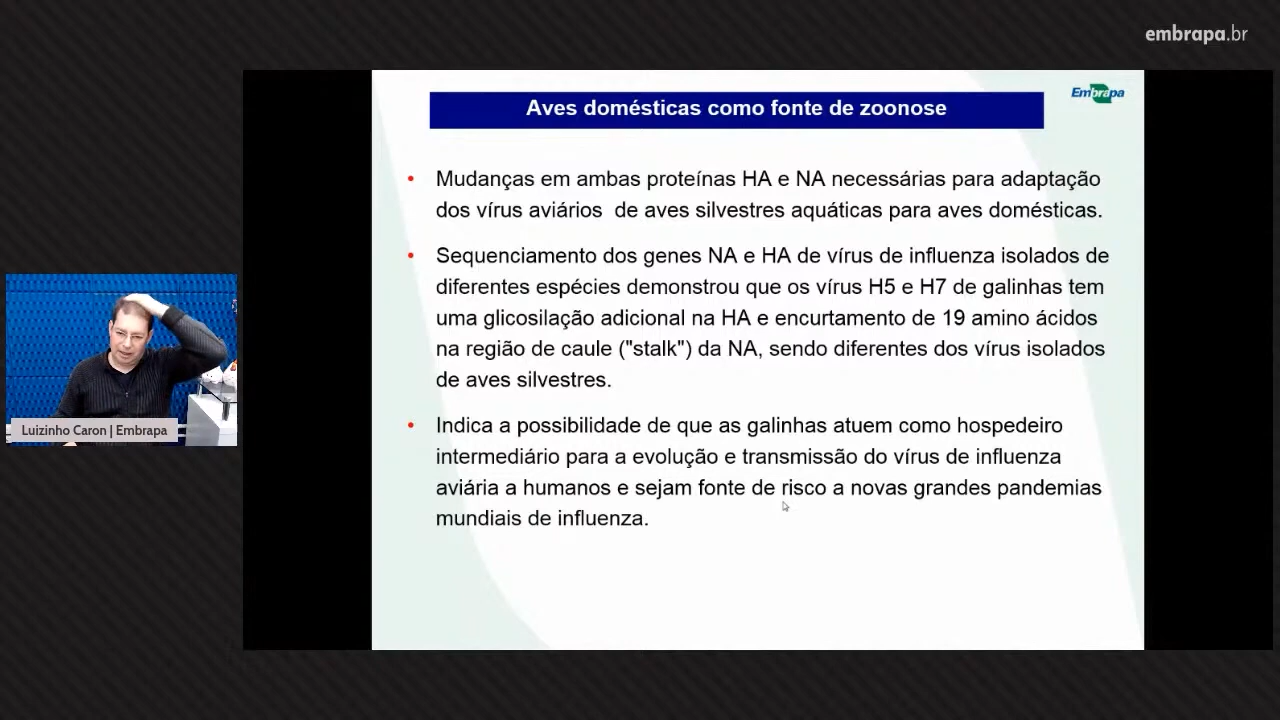 embrapa.br
Aves domésticas como fonte de zoonose
Embrapa
Mudanças em ambas proteínas HA e NA necessárias para adaptação
dos vírus aviários de aves silvestres aquáticas para aves domésticas.
Sequenciamento dos genes NA e HA de vírus de influenza isolados de
diferentes espécies demonstrou que os vírus H5 e H7 de galinhas tem
uma glicosilação adicional na HA e encurtamento de 19 amino ácidos
na região de caule ("stalk") da NA, sendo diferentes dos vírus isolados
de aves silvestres.
Indica a possibilidade de que as galinhas atuem como hospedeiro
intermediário para a evolução e transmissão do vírus de influenza
aviária a humanos e sejam fonte de risco a novas grandes pandemias
mundiais de influenza.
Luizinho Caron | Embrapa